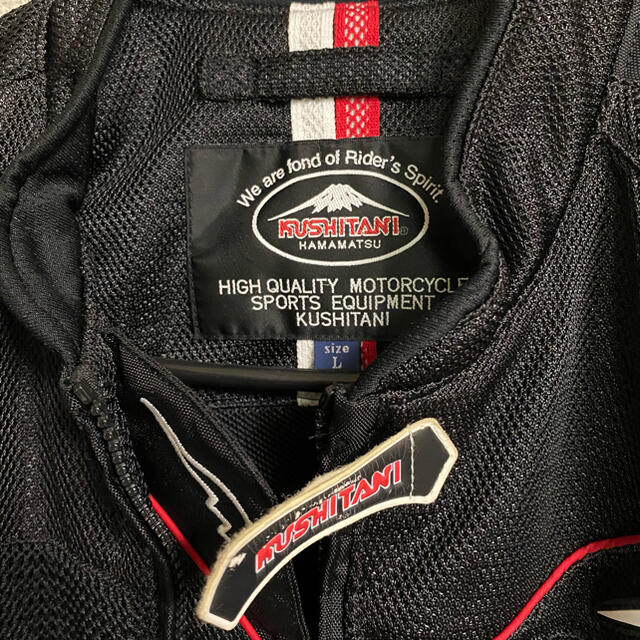 We are fond of Rider's Spirit.
KUSHITANI®
HAMAMATSU
HIGH QUALITY MOTORCYCLE
SPORTS EQUIPMENT
KUSHITANI
size
L
KUSHITANI